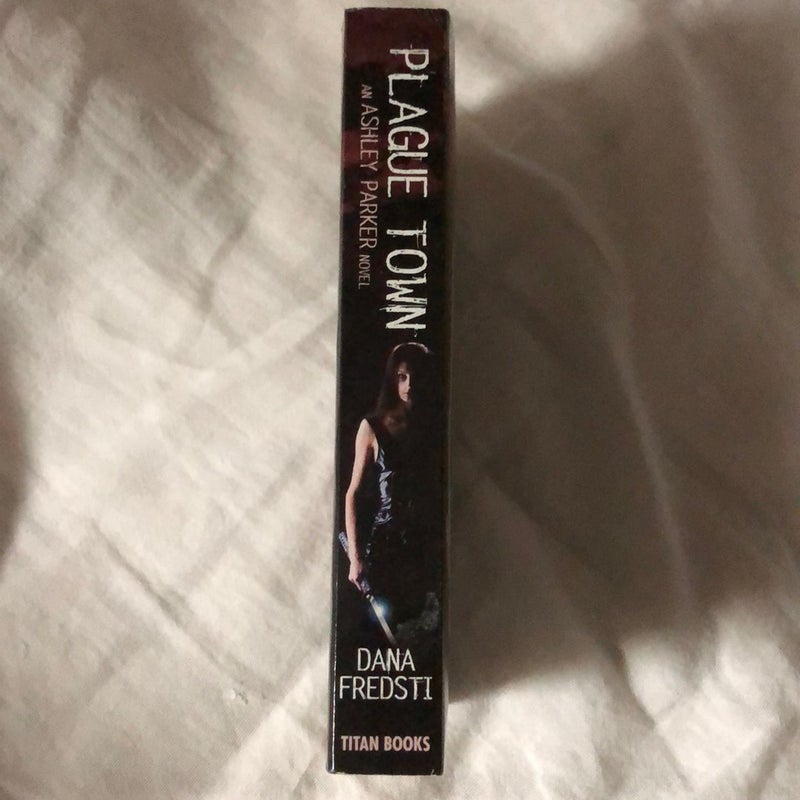 PLAGUE TOWN
AN ASHLEY PARKER NOVEL
DANA
FREDSTI
TITAN BOOKS